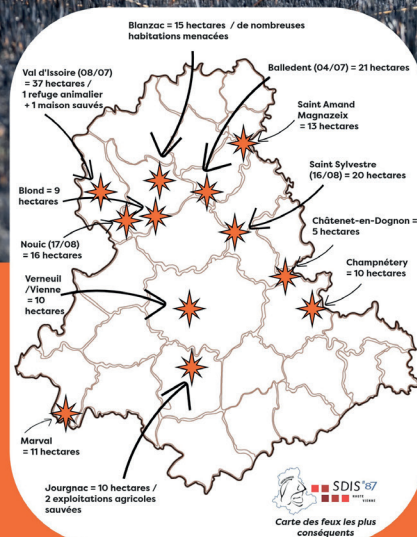 Blanzac = 15 hectares / de nombreuses
habitations menacées
Val d'Issoire (08/07)
= 37 hectares /
1 refuge animalier
+ 1 maison sauvés
Balledent (04/07) = 21 hectares
Saint Amand
Magnazeix
= 13 hectares
Saint Sylvestre
(16/08) = 20 hectares
Blond = 9
hectares
Châtenet-en-Dognon =
5 hectares
Nouic (17/08)
= 16 hectares
Champnétery
= 10 hectares
Verneuil
/Vienne =
10
hectares
Marval
= 11 hectares
Jourgnac = 10 hectares /
2 exploitations agricoles
sauvées
SDIS 87
HAUTE
VIENNE
Carte des feux les plus
conséquents